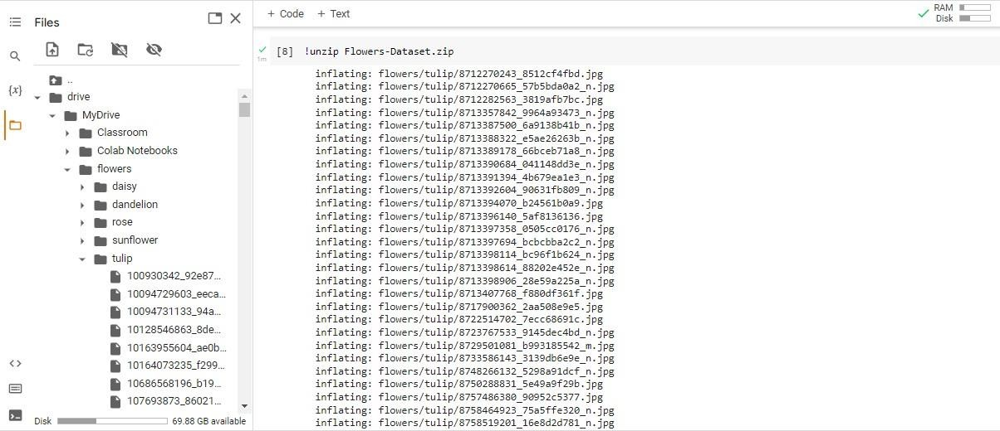 Files
..
drive
MyDrive
Classroom
Colab Notebooks
flowers
daisy
dandelion
rose
sunflower
tulip
100930342_92e87...
10094729603_eeca...
10094731133_94a...
10128546863_8de...
10163955604_ae0b...
10164073235_f299...
10686568196_b19...
107693873_86021...
Disk 69.88 GB available
{x}
+ Code + Text
RAM
Disk
1m
[8] !unzip Flowers-Dataset.zip
inflating: flowers/tulip/8712270243_8512cf4fbd.jpg
inflating: flowers/tulip/8712270665_57b5bda0a2_n.jpg
inflating: flowers/tulip/8712282563_3819afb7bc.jpg
inflating: flowers/tulip/8713357842_9964a93473_n.jpg
inflating: flowers/tulip/8713387500_6a9138b41b_n.jpg
inflating: flowers/tulip/8713388322_e5ae26263b_n.jpg
inflating: flowers/tulip/8713389178_66bceb71a8_n.jpg
inflating: flowers/tulip/8713390684_041148dd3e_n.jpg
inflating: flowers/tulip/8713391394_4b679ea1e3_n.jpg
inflating: flowers/tulip/8713392604_90631fb809_n.jpg
inflating: flowers/tulip/8713394070_b24561b0a9.jpg
inflating: flowers/tulip/8713396140_5af8136136.jpg
inflating: flowers/tulip/8713397358_0505cc0176_n.jpg
inflating: flowers/tulip/8713397694_bcbcbba2c2_n.jpg
inflating: flowers/tulip/8713398114_bc96f1b624_n.jpg
inflating: flowers/tulip/8713398614_88202e452e_n.jpg
inflating: flowers/tulip/8713398906_28e59a225a_n.jpg
inflating: flowers/tulip/8713407768_f880df361f.jpg
inflating: flowers/tulip/8717900362_2aa508e9e5.jpg
inflating: flowers/tulip/8722514702_7ecc68691c.jpg
inflating: flowers/tulip/8723767533_9145dec4bd_n.jpg
inflating: flowers/tulip/8729501081_b993185542_m.jpg
inflating: flowers/tulip/8733586143_3139db6e9e_n.jpg
inflating: flowers/tulip/8748266132_5298a91dcf_n.jpg
inflating: flowers/tulip/8750288831_5e49a9f29b.jpg
inflating: flowers/tulip/8757486380_90952c5377.jpg
inflating: flowers/tulip/8758464923_75a5ffe320_n.jpg
inflating: flowers/tulip/8758519201_16e8d2d781_n.jpg